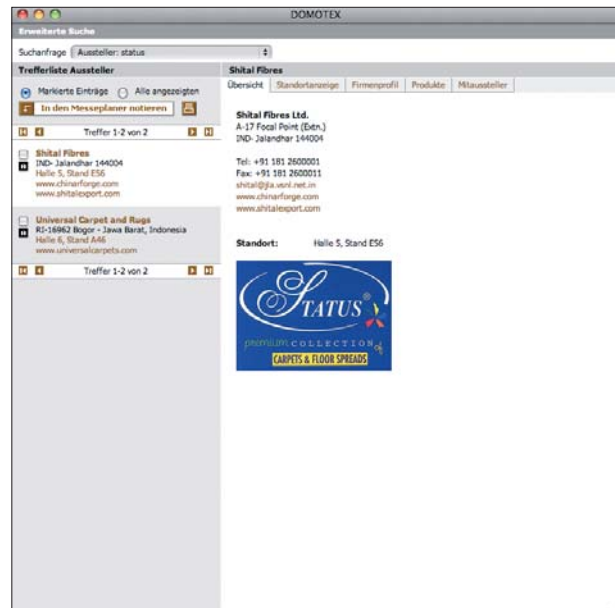 DOMOTEX
Erweiterte Suche
Suchanfrage Aussteller: status
Trefferliste Aussteller
Markierte Einträge Alle angezeigten
In den Messeplaner notieren
Treffer 1-2 von 2
Shital Fibres
IND- Jalandhar 144004
Halle 5, Stand E56
www.chinarforge.com
www.shitalexport.com
Universal Carpet and Rugs
RI-16962 Bogor - Jawa Barat, Indonesia
Halle 6, Stand A46
www.universalcarpets.com
Treffer 1-2 von 2
Shital Fibres
Übersicht Standortanzeige Firmenprofil Produkte Mitaussteller
Shital Fibres Ltd.
A-17 Focal Point (Extn.)
IND- Jalandhar 144004
Tel: +91 181 2600001
Fax: +91 181 2600011
shital@jla.vsnl.net.in
www.chinarforge.com
www.shitalexport.com
Standort: Halle 5, Stand E56
STATUS®
premium COLLECTION of
CARPETS & FLOOR SPREADS